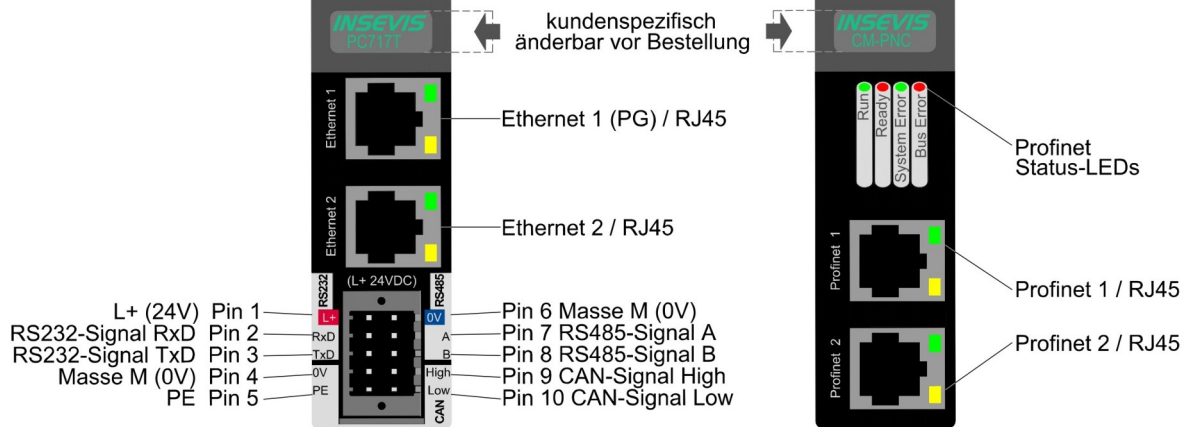 INSEVIS
PC717T
kundenspezifisch
änderbar vor Bestellung
INSEVIS
CM-PNC
Ethernet 1
Ethernet 1 (PG) / RJ45
Ethernet 2
Ethernet 2 / RJ45
RS232
(L+ 24VDC)
RS485
L+ (24V) Pin 1
L+
0V
Pin 6 Masse M (0V)
RS232-Signal RxD Pin 2
RxD
A
Pin 7 RS485-Signal A
RS232-Signal TxD Pin 3
TxD
B
Pin 8 RS485-Signal B
Masse M (0V) Pin 4
0V
High
Pin 9 CAN-Signal High
PE Pin 5
PE
Low
Pin 10 CAN-Signal Low
CAN
Run
Ready
System Error
Bus Error
Profinet
Status-LEDs
Profinet 1
Profinet 1 / RJ45
Profinet 2
Profinet 2 / RJ45